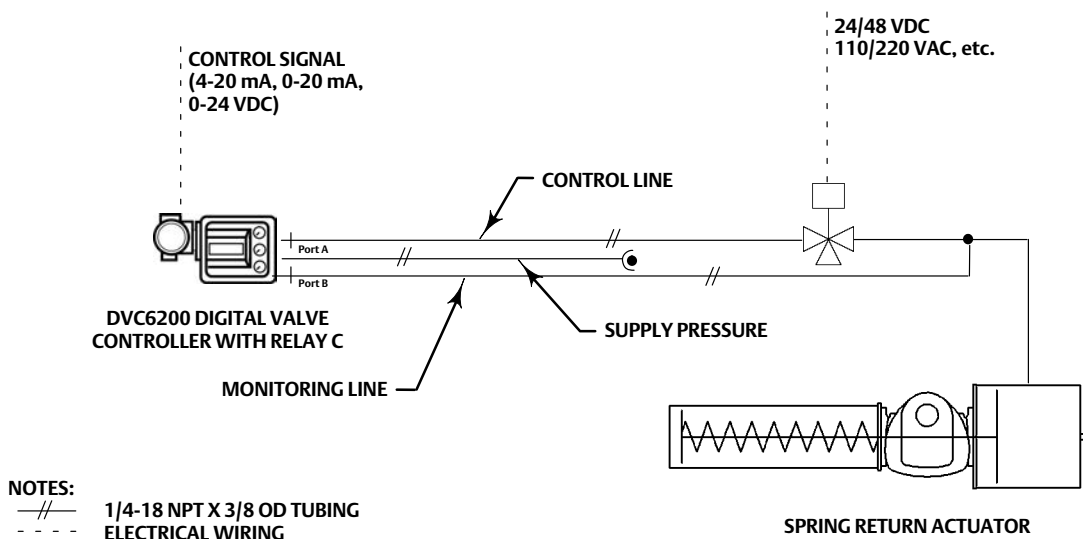 24/48 VDC
110/220 VAC, etc.
CONTROL SIGNAL
(4-20 mA, 0-20 mA,
0-24 VDC)
CONTROL LINE
Port A
Port B
DVC6200 DIGITAL VALVE
CONTROLLER WITH RELAY C
SUPPLY PRESSURE
MONITORING LINE
NOTES:
1/4-18 NPT X 3/8 OD TUBING
ELECTRICAL WIRING
SPRING RETURN ACTUATOR